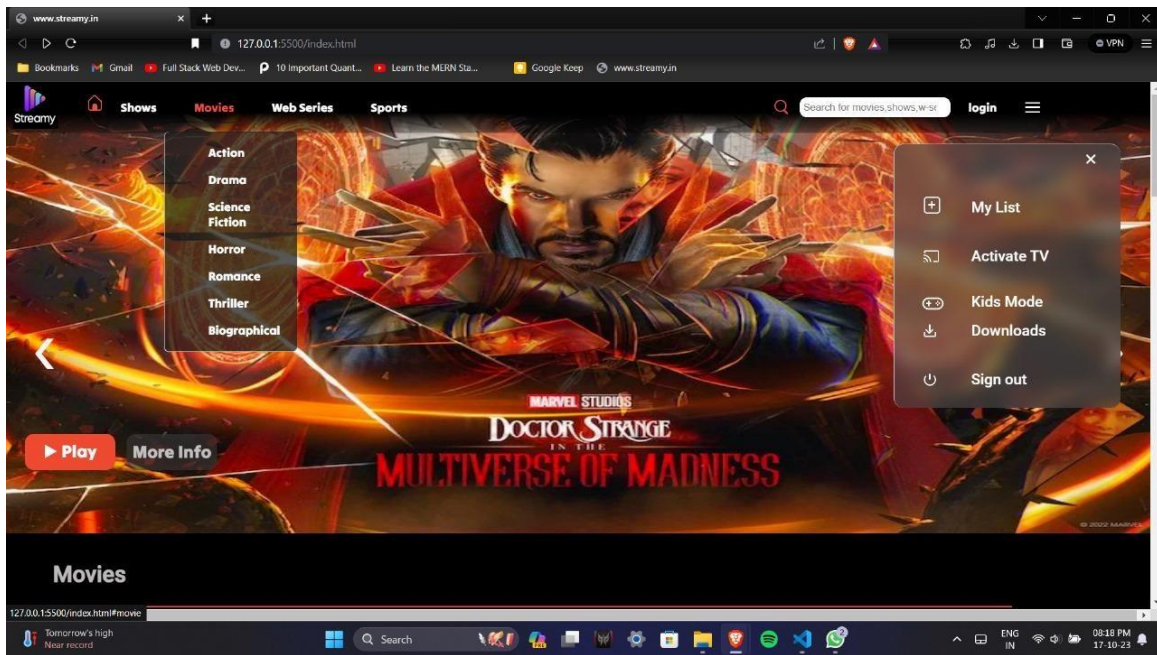 www.streamy.in
127.0.0.1:5500/index.html
VPN
Bookmarks Gmail Full Stack Web Dev... 10 Important Quant... Learn the MERN Sta... Google Keep www.streamy.in
Streamy Shows Movies Web Series Sports Search for movies,shows,w-se login
Action
Drama
Science
Fiction
Horror
Romance
Thriller
Biographical
My List
Activate TV
Kids Mode
Downloads
Sign out
MARVEL STUDIOS
DOCTOR STRANGE
IN THE
MULTIVERSE OF MADNESS
Play More Info
© 2022 MARVEL
Movies
127.0.0.1:5500/index.html#movie
Tomorrow's high
Near record
Search
ENG
IN
08:18 PM
17-10-23